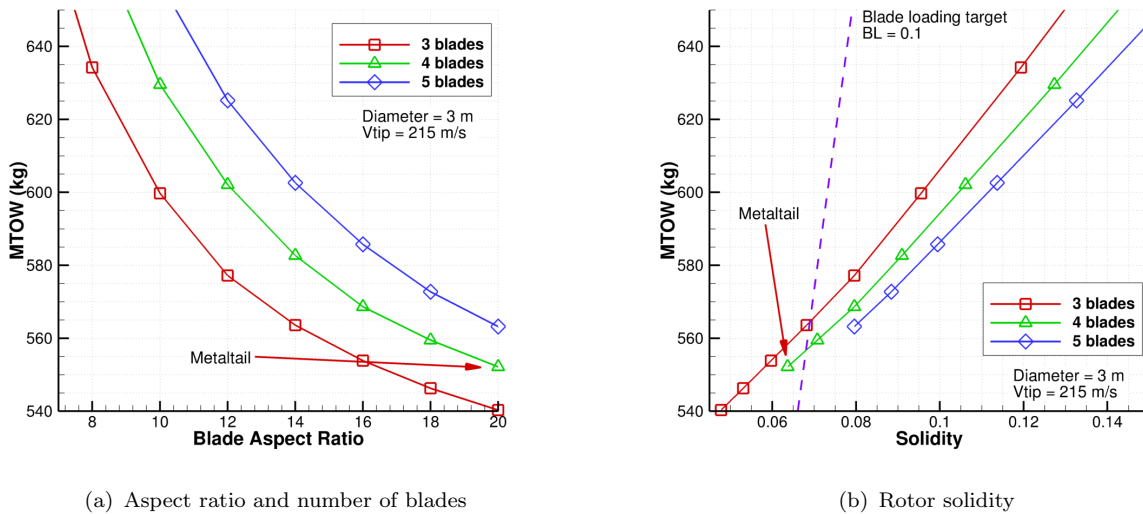 MTOW (kg)
640
620
600
580
560
540
8
10
12
14
16
18
20
Blade Aspect Ratio
3 blades
4 blades
5 blades
Diameter = 3 m
Vtip = 215 m/s
Metaltail
(a) Aspect ratio and number of blades
MTOW (kg)
640
620
600
580
560
540
0.06
0.08
0.1
0.12
0.14
Solidity
Blade loading target
BL = 0.1
Metaltail
3 blades
4 blades
5 blades
Diameter = 3 m
Vtip = 215 m/s
(b) Rotor solidity